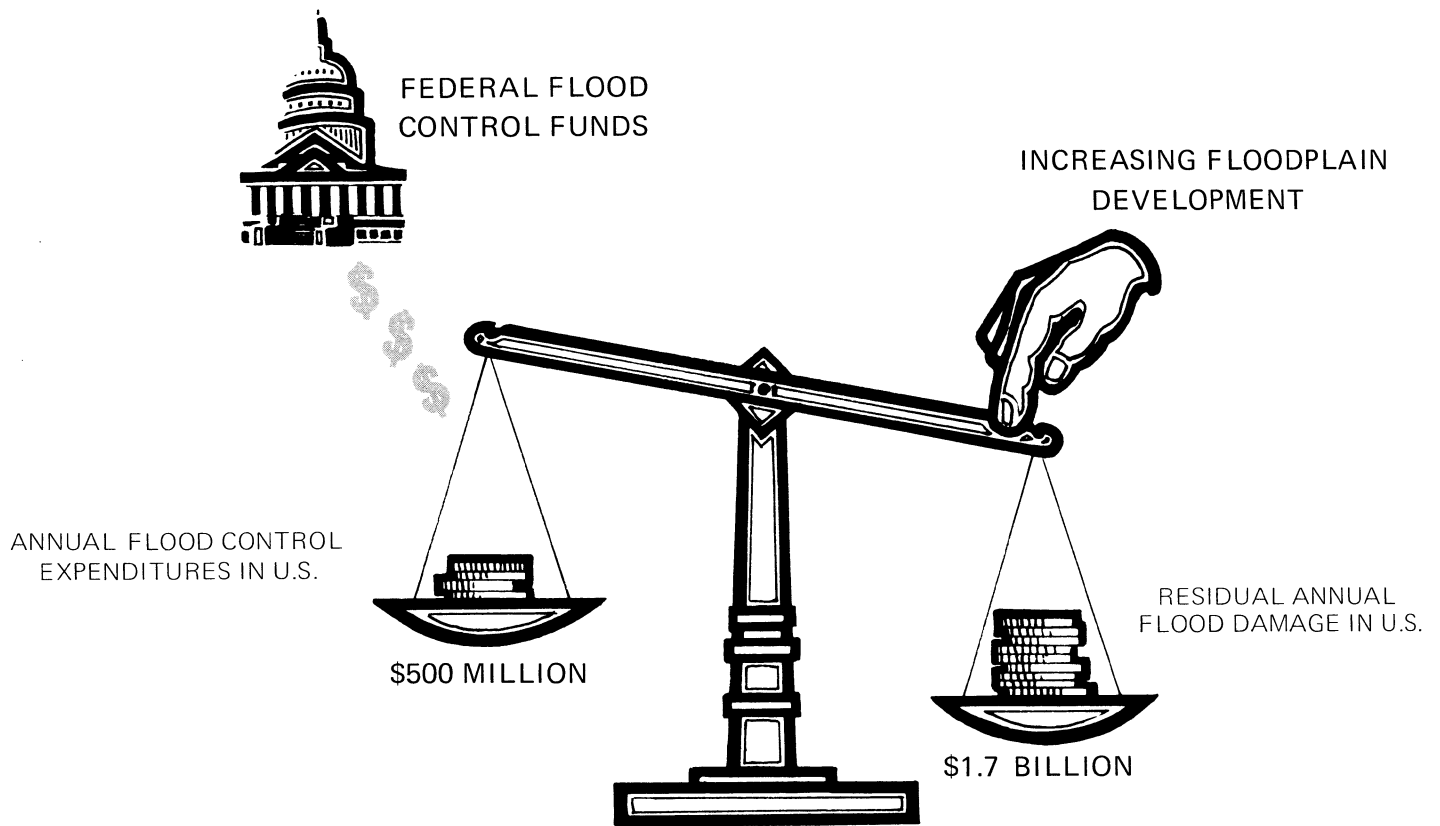 FEDERAL FLOOD
CONTROL FUNDS
INCREASING FLOODPLAIN
DEVELOPMENT
$
$
$
ANNUAL FLOOD CONTROL
EXPENDITURES IN U.S.
$500 MILLION
RESIDUAL ANNUAL
FLOOD DAMAGE IN U.S.
$1.7 BILLION